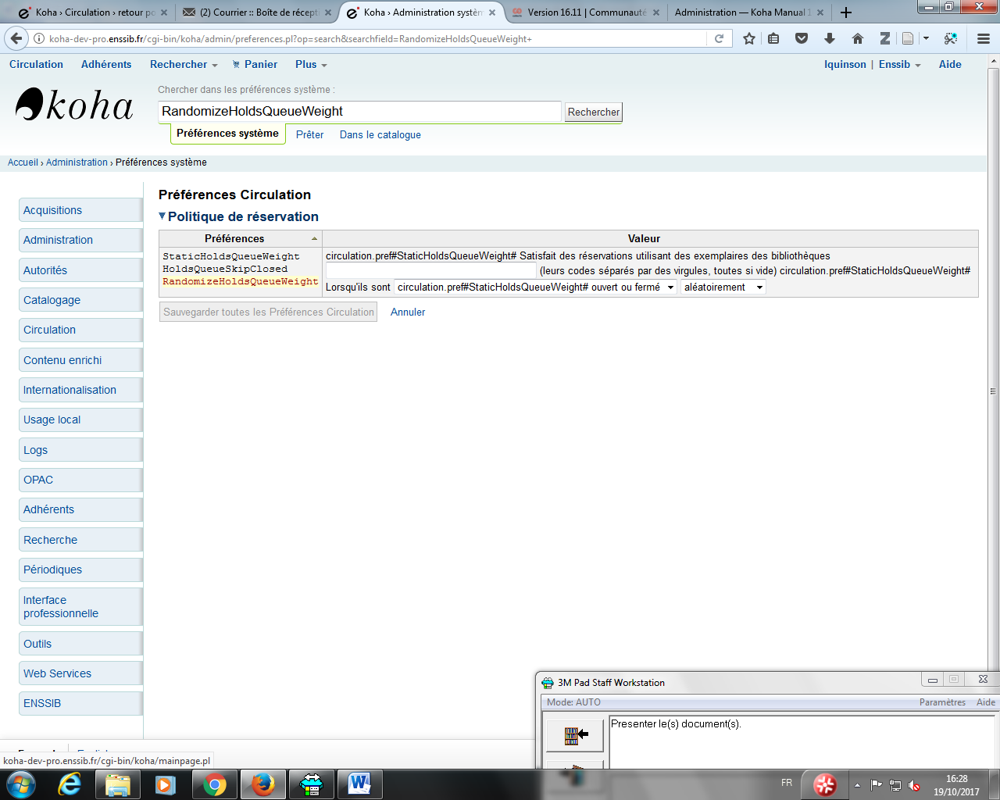 Koha › Circulation › retour po
(2) Courrier :: Boîte de récept
Koha › Administration systèm
Version 16.11 | Communauté
Administration — Koha Manual 1
koha-dev-pro.enssib.fr/cgi-bin/koha/admin/preferences.pl?op=search&searchfield=RandomizeHoldsQueueWeight+
Circulation Adhérents Rechercher Panier Plus lquinson | Enssib Aide
koha
Chercher dans les préférences système :
RandomizeHoldsQueueWeight Rechercher
Préférences système Prêter Dans le catalogue
Accueil › Administration › Préférences système
Acquisitions
Administration
Autorités
Catalogage
Circulation
Contenu enrichi
Internationalisation
Usage local
Logs
OPAC
Adhérents
Recherche
Périodiques
Interface
professionnelle
Outils
Web Services
ENSSIB
Préférences Circulation
Politique de réservation
Préférences Valeur
StaticHoldsQueueWeight
HoldsQueueSkipClosed
RandomizeHoldsQueueWeight
circulation.pref#StaticHoldsQueueWeight# Satisfait des réservations utilisant des exemplaires des bibliothèques
(leurs codes séparés par des virgules, toutes si vide) circulation.pref#StaticHoldsQueueWeight#
Lorsqu'ils sont circulation.pref#StaticHoldsQueueWeight# ouvert ou fermé aléatoirement
Sauvegarder toutes les Préférences Circulation Annuler
3M Pad Staff Workstation
Mode: AUTO Paramètres Aide
Presenter le(s) document(s).
koha-dev-pro.enssib.fr/cgi-bin/koha/mainpage.pl
FR
16:28
19/10/2017